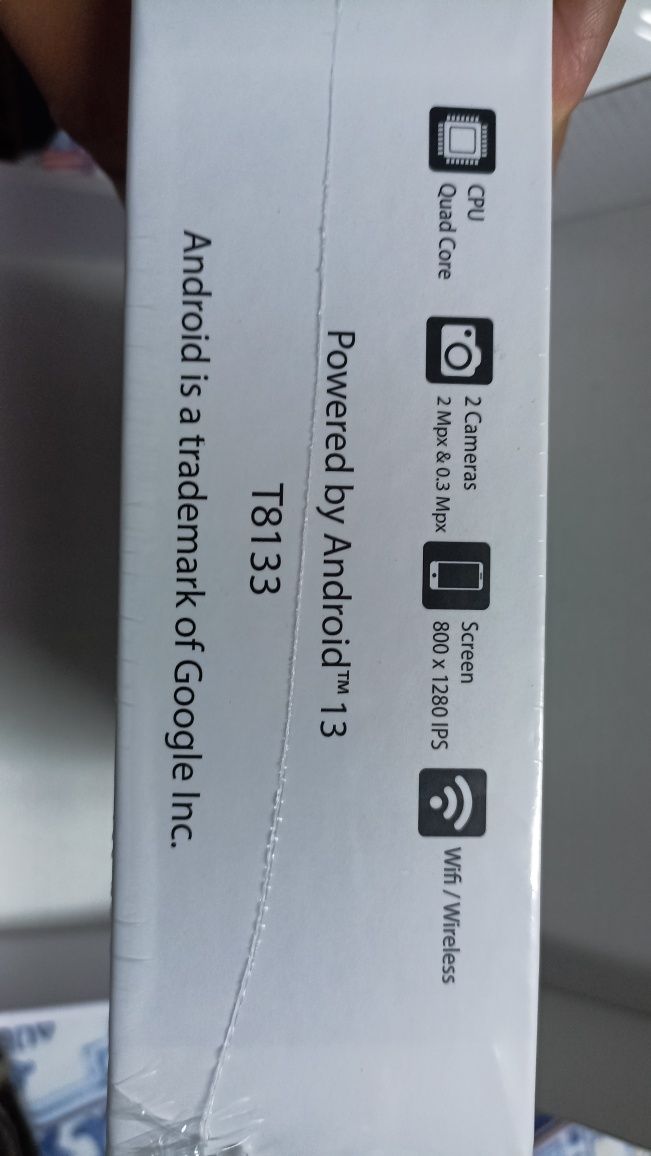 CPU
Quad Core
2 Cameras
2 Mpx & 0.3 Mpx
Screen
800 x 1280 IPS
Wifi / Wireless
Powered by Android™ 13
T8133
Android is a trademark of Google Inc.